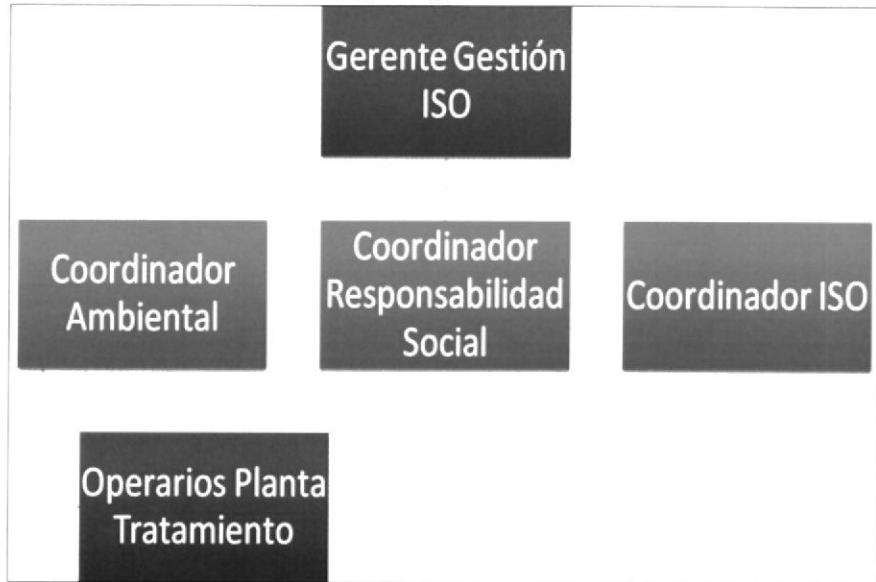 Gerente Gestión
ISO
Coordinador
Ambiental
Coordinador
Responsabilidad
Social
Coordinador ISO
Operarios Planta
Tratamiento